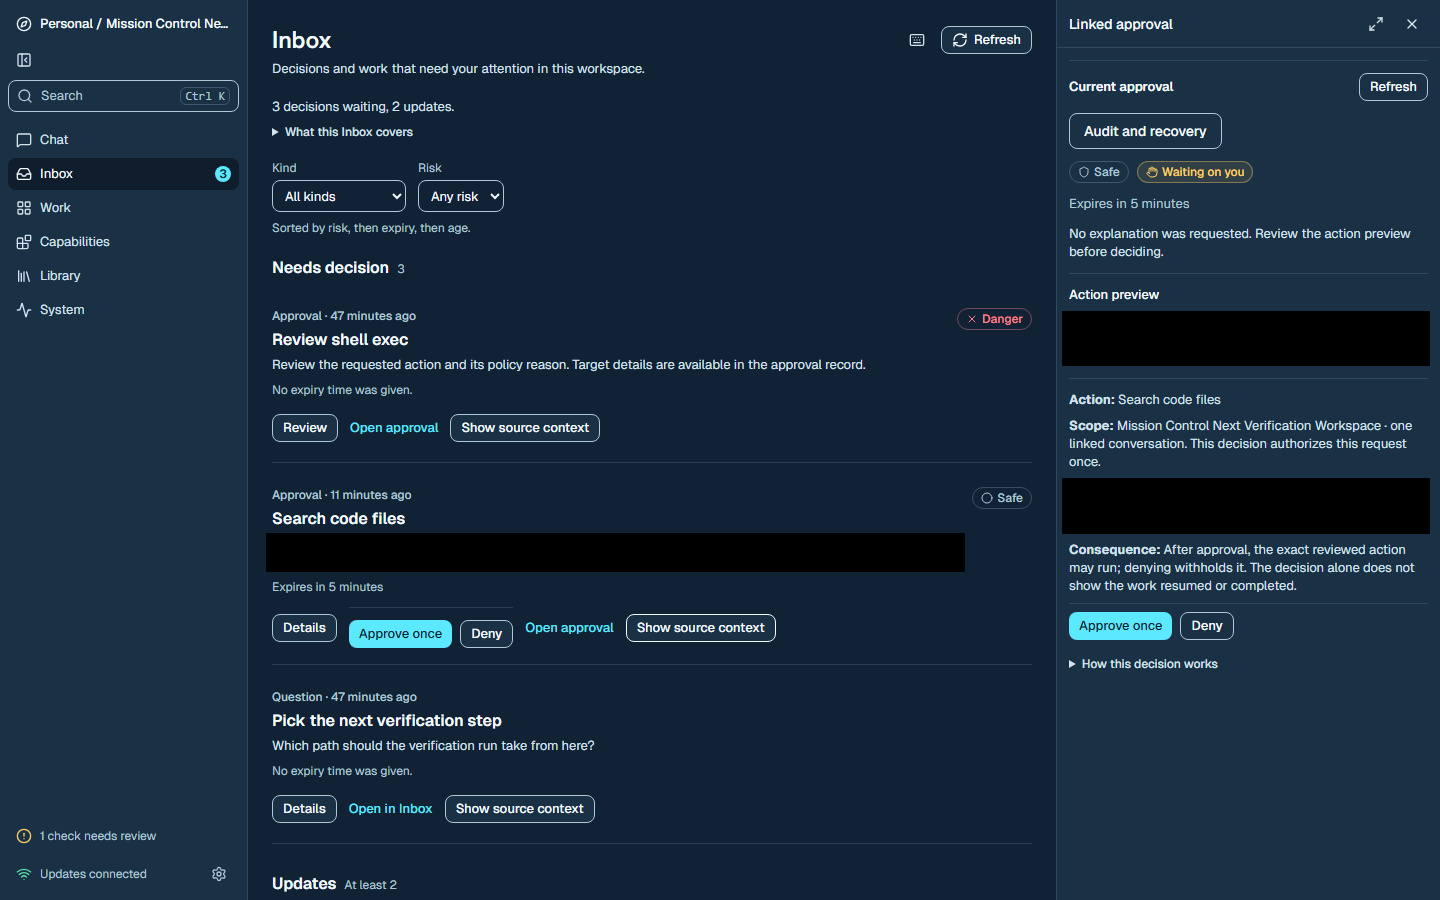 Personal / Mission Control Ne...
Search
Ctrl K
Chat
Inbox
3
Work
Capabilities
Library
System
1 check needs review
Updates connected
Inbox
Refresh
Decisions and work that need your attention in this workspace.
3 decisions waiting, 2 updates.
What this Inbox covers
Kind
Risk
All kinds
Any risk
Sorted by risk, then expiry, then age.
Needs decision 3
Approval · 47 minutes ago
Danger
Review shell exec
Review the requested action and its policy reason. Target details are available in the approval record.
No expiry time was given.
Review
Open approval
Show source context
Approval · 11 minutes ago
Safe
Search code files
Expires in 5 minutes
Details
Approve once
Deny
Open approval
Show source context
Question · 47 minutes ago
Pick the next verification step
Which path should the verification run take from here?
No expiry time was given.
Details
Open in Inbox
Show source context
Updates At least 2
Linked approval
Current approval
Refresh
Audit and recovery
Safe
Waiting on you
Expires in 5 minutes
No explanation was requested. Review the action preview
before deciding.
Action preview
Action: Search code files
Scope: Mission Control Next Verification Workspace · one
linked conversation. This decision authorizes this request
once.
Consequence: After approval, the exact reviewed action
may run; denying withholds it. The decision alone does not
show the work resumed or completed.
Approve once
Deny
How this decision works